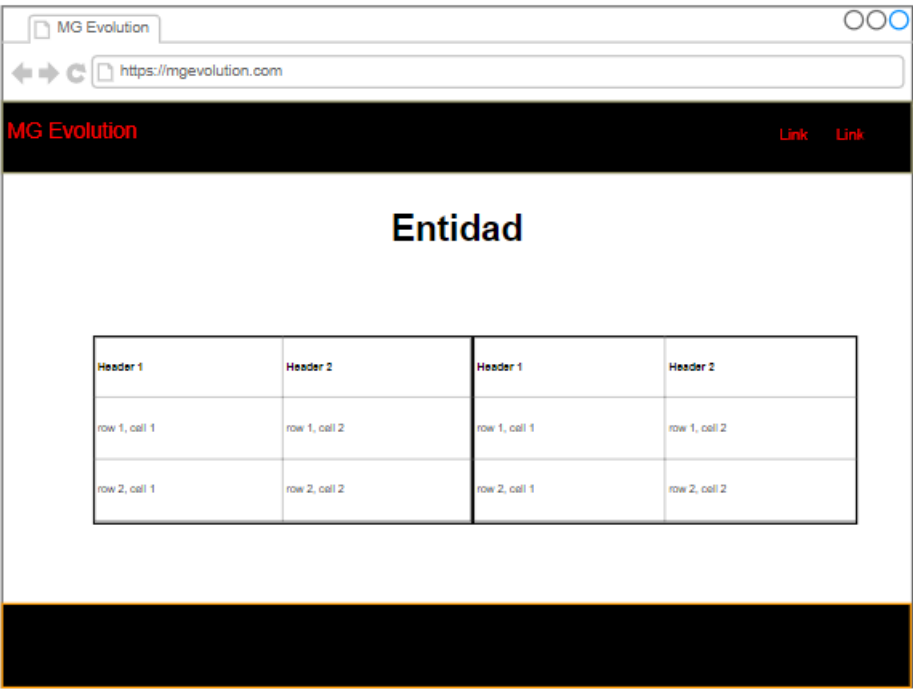 MG Evolution
https://mgevolution.com
MG Evolution Link Link
Entidad
Header 1 Header 2 Header 1 Header 2
row 1, cell 1 row 1, cell 2 row 1, cell 1 row 1, cell 2
row 2, cell 1 row 2, cell 2 row 2, cell 1 row 2, cell 2